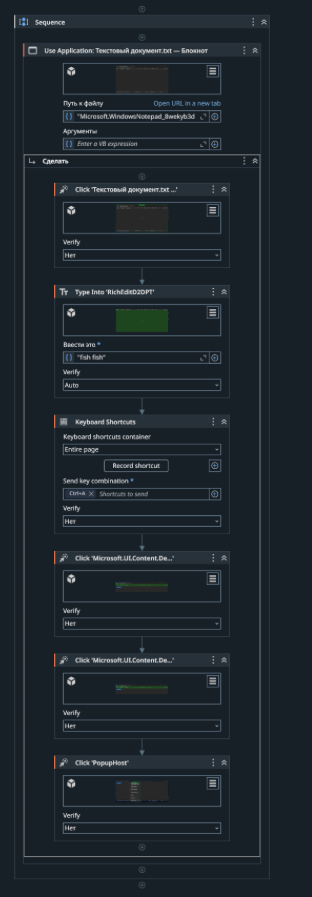 Sequence
Use Application: Текстовый документ.txt — Блокнот
Путь к файлу
Open URL in a new tab
"Microsoft.WindowsNotepad_8wekyb3d
Аргументы
Enter a VB expression
Сделать
Click 'Текстовый документ.txt ...'
Verify
Нет
Type Into 'RichEditD2DPT'
Ввести это *
"fish fish"
Verify
Auto
Keyboard Shortcuts
Keyboard shortcuts container
Entire page
Record shortcut
Send key combination *
Ctrl+A × Shortcuts to send
Verify
Нет
Click 'Microsoft.UI.Content.De...'
Verify
Нет
Click 'Microsoft.UI.Content.De...'
Verify
Нет
Click 'PopupHost'
Verify
Нет